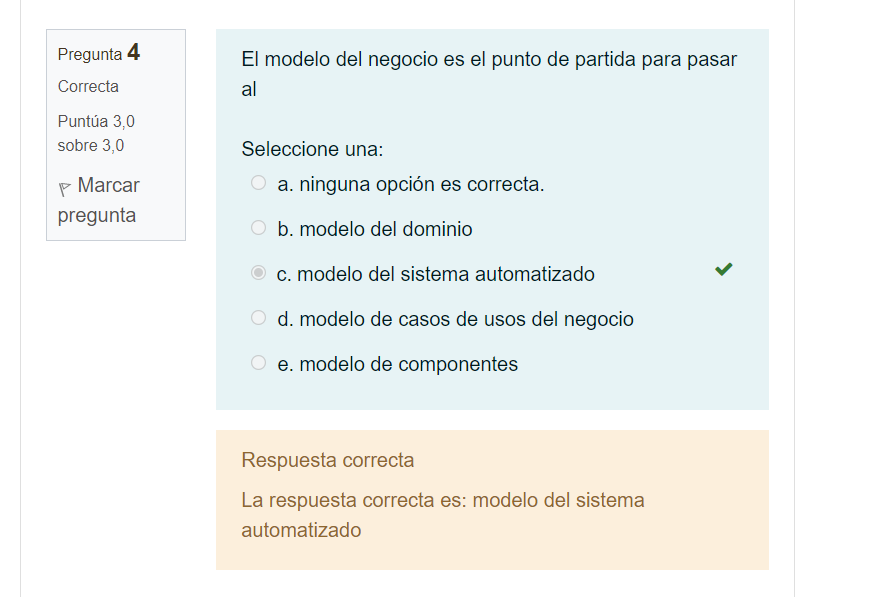 Pregunta 4
Correcta
Puntúa 3,0
sobre 3,0
Marcar
pregunta
El modelo del negocio es el punto de partida para pasar
al
Seleccione una:
a. ninguna opción es correcta.
b. modelo del dominio
c. modelo del sistema automatizado
d. modelo de casos de usos del negocio
e. modelo de componentes
Respuesta correcta
La respuesta correcta es: modelo del sistema
automatizado